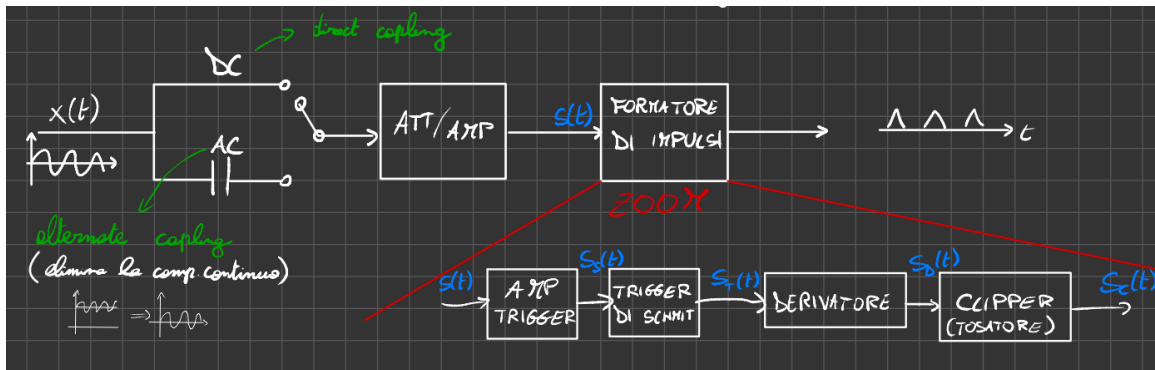 direct copling
DC
x(t)
AC
ATT/AMP
s(t)
FORMATORE
DI IMPULSI
t
ZOOM
alternate copling
(elimina la comp. continua)
s(t)
AMP
TRIGGER
Ss(t)
TRIGGER
DI SCHMIT
ST(t)
DERIVATORE
SD(t)
CLIPPER
(TOSATORE)
Sc(t)